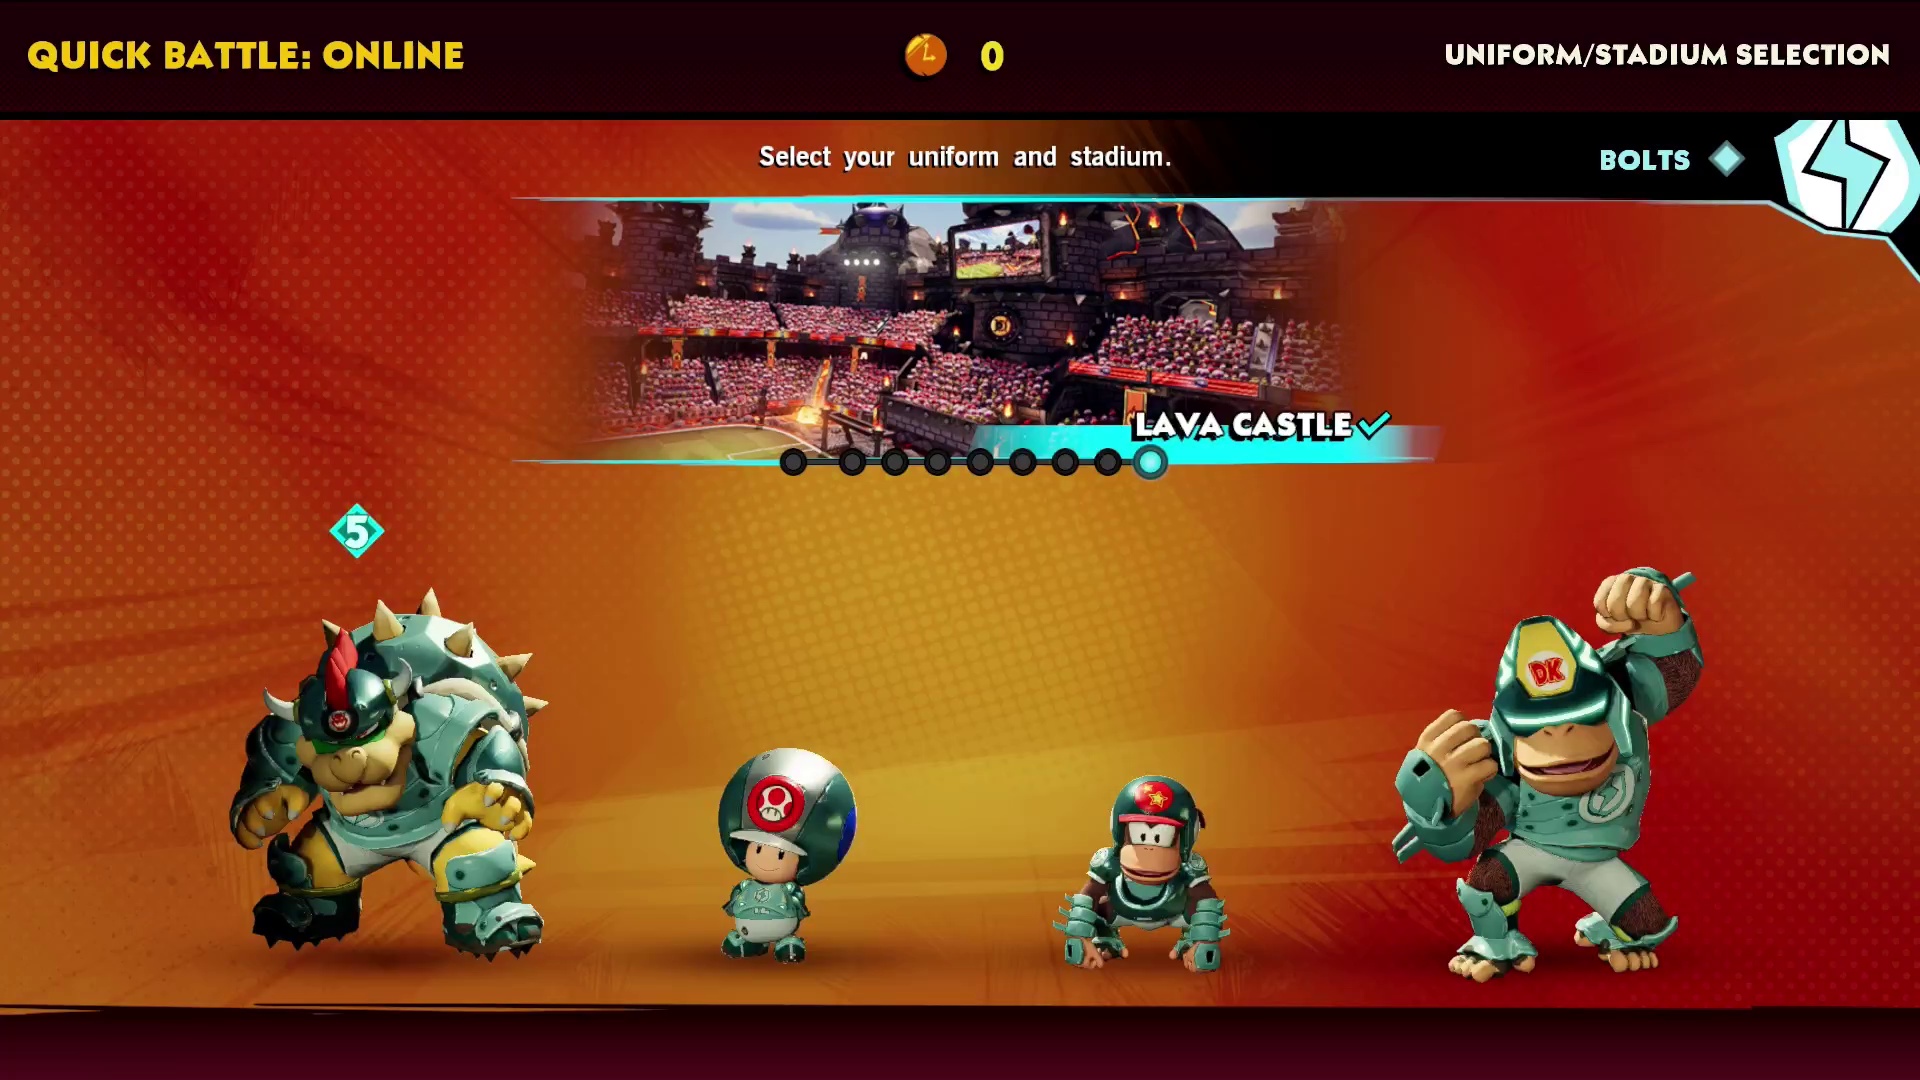 QUICK BATTLE: ONLINE
0
UNIFORM/STADIUM SELECTION
Select your uniform and stadium.
BOLTS
LAVA CASTLE
5
DK